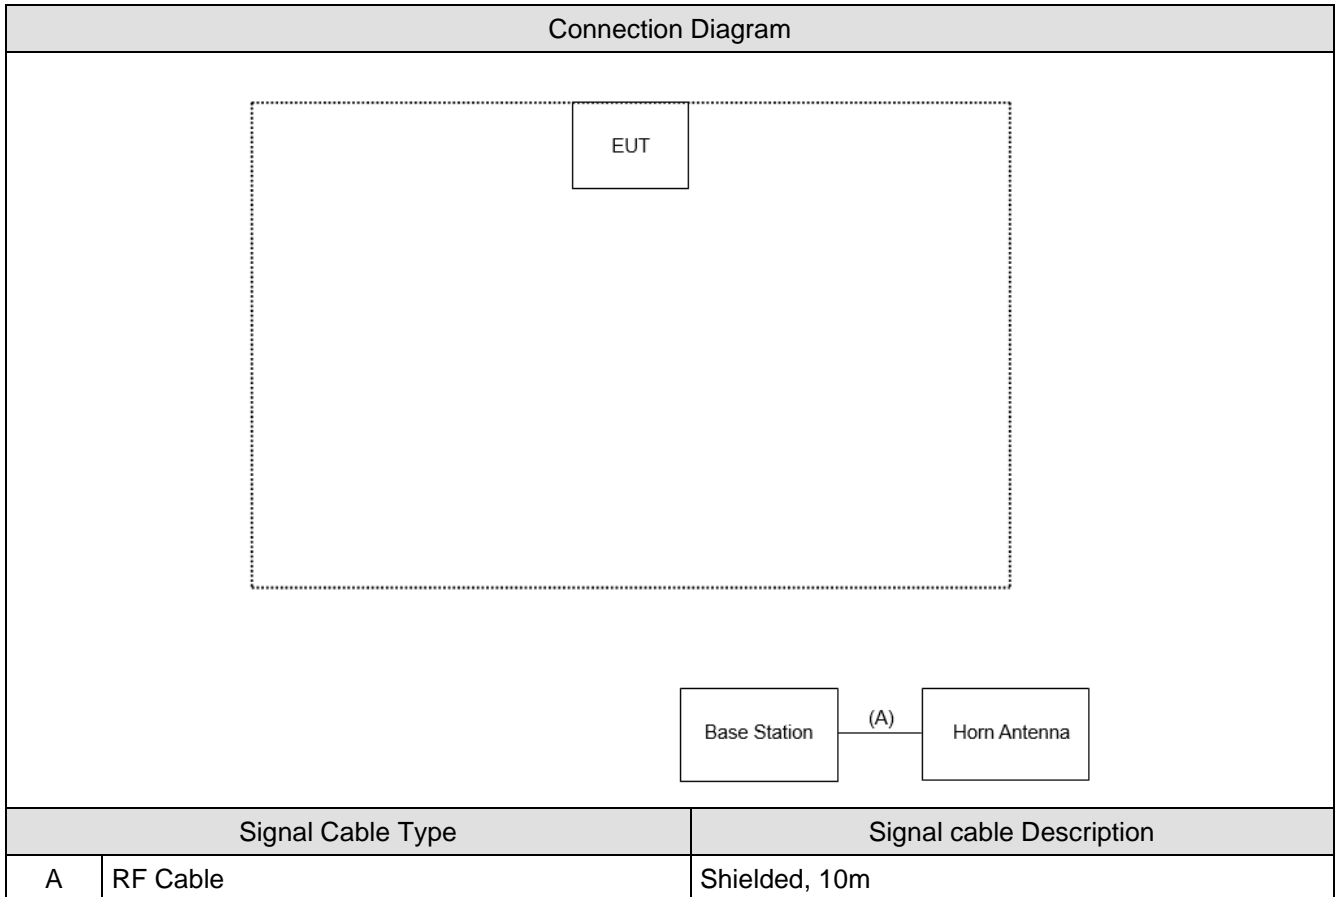 Connection Diagram
EUT
Base Station
(A)
Horn Antenna
Signal Cable Type Signal cable Description
A RF Cable Shielded, 10m